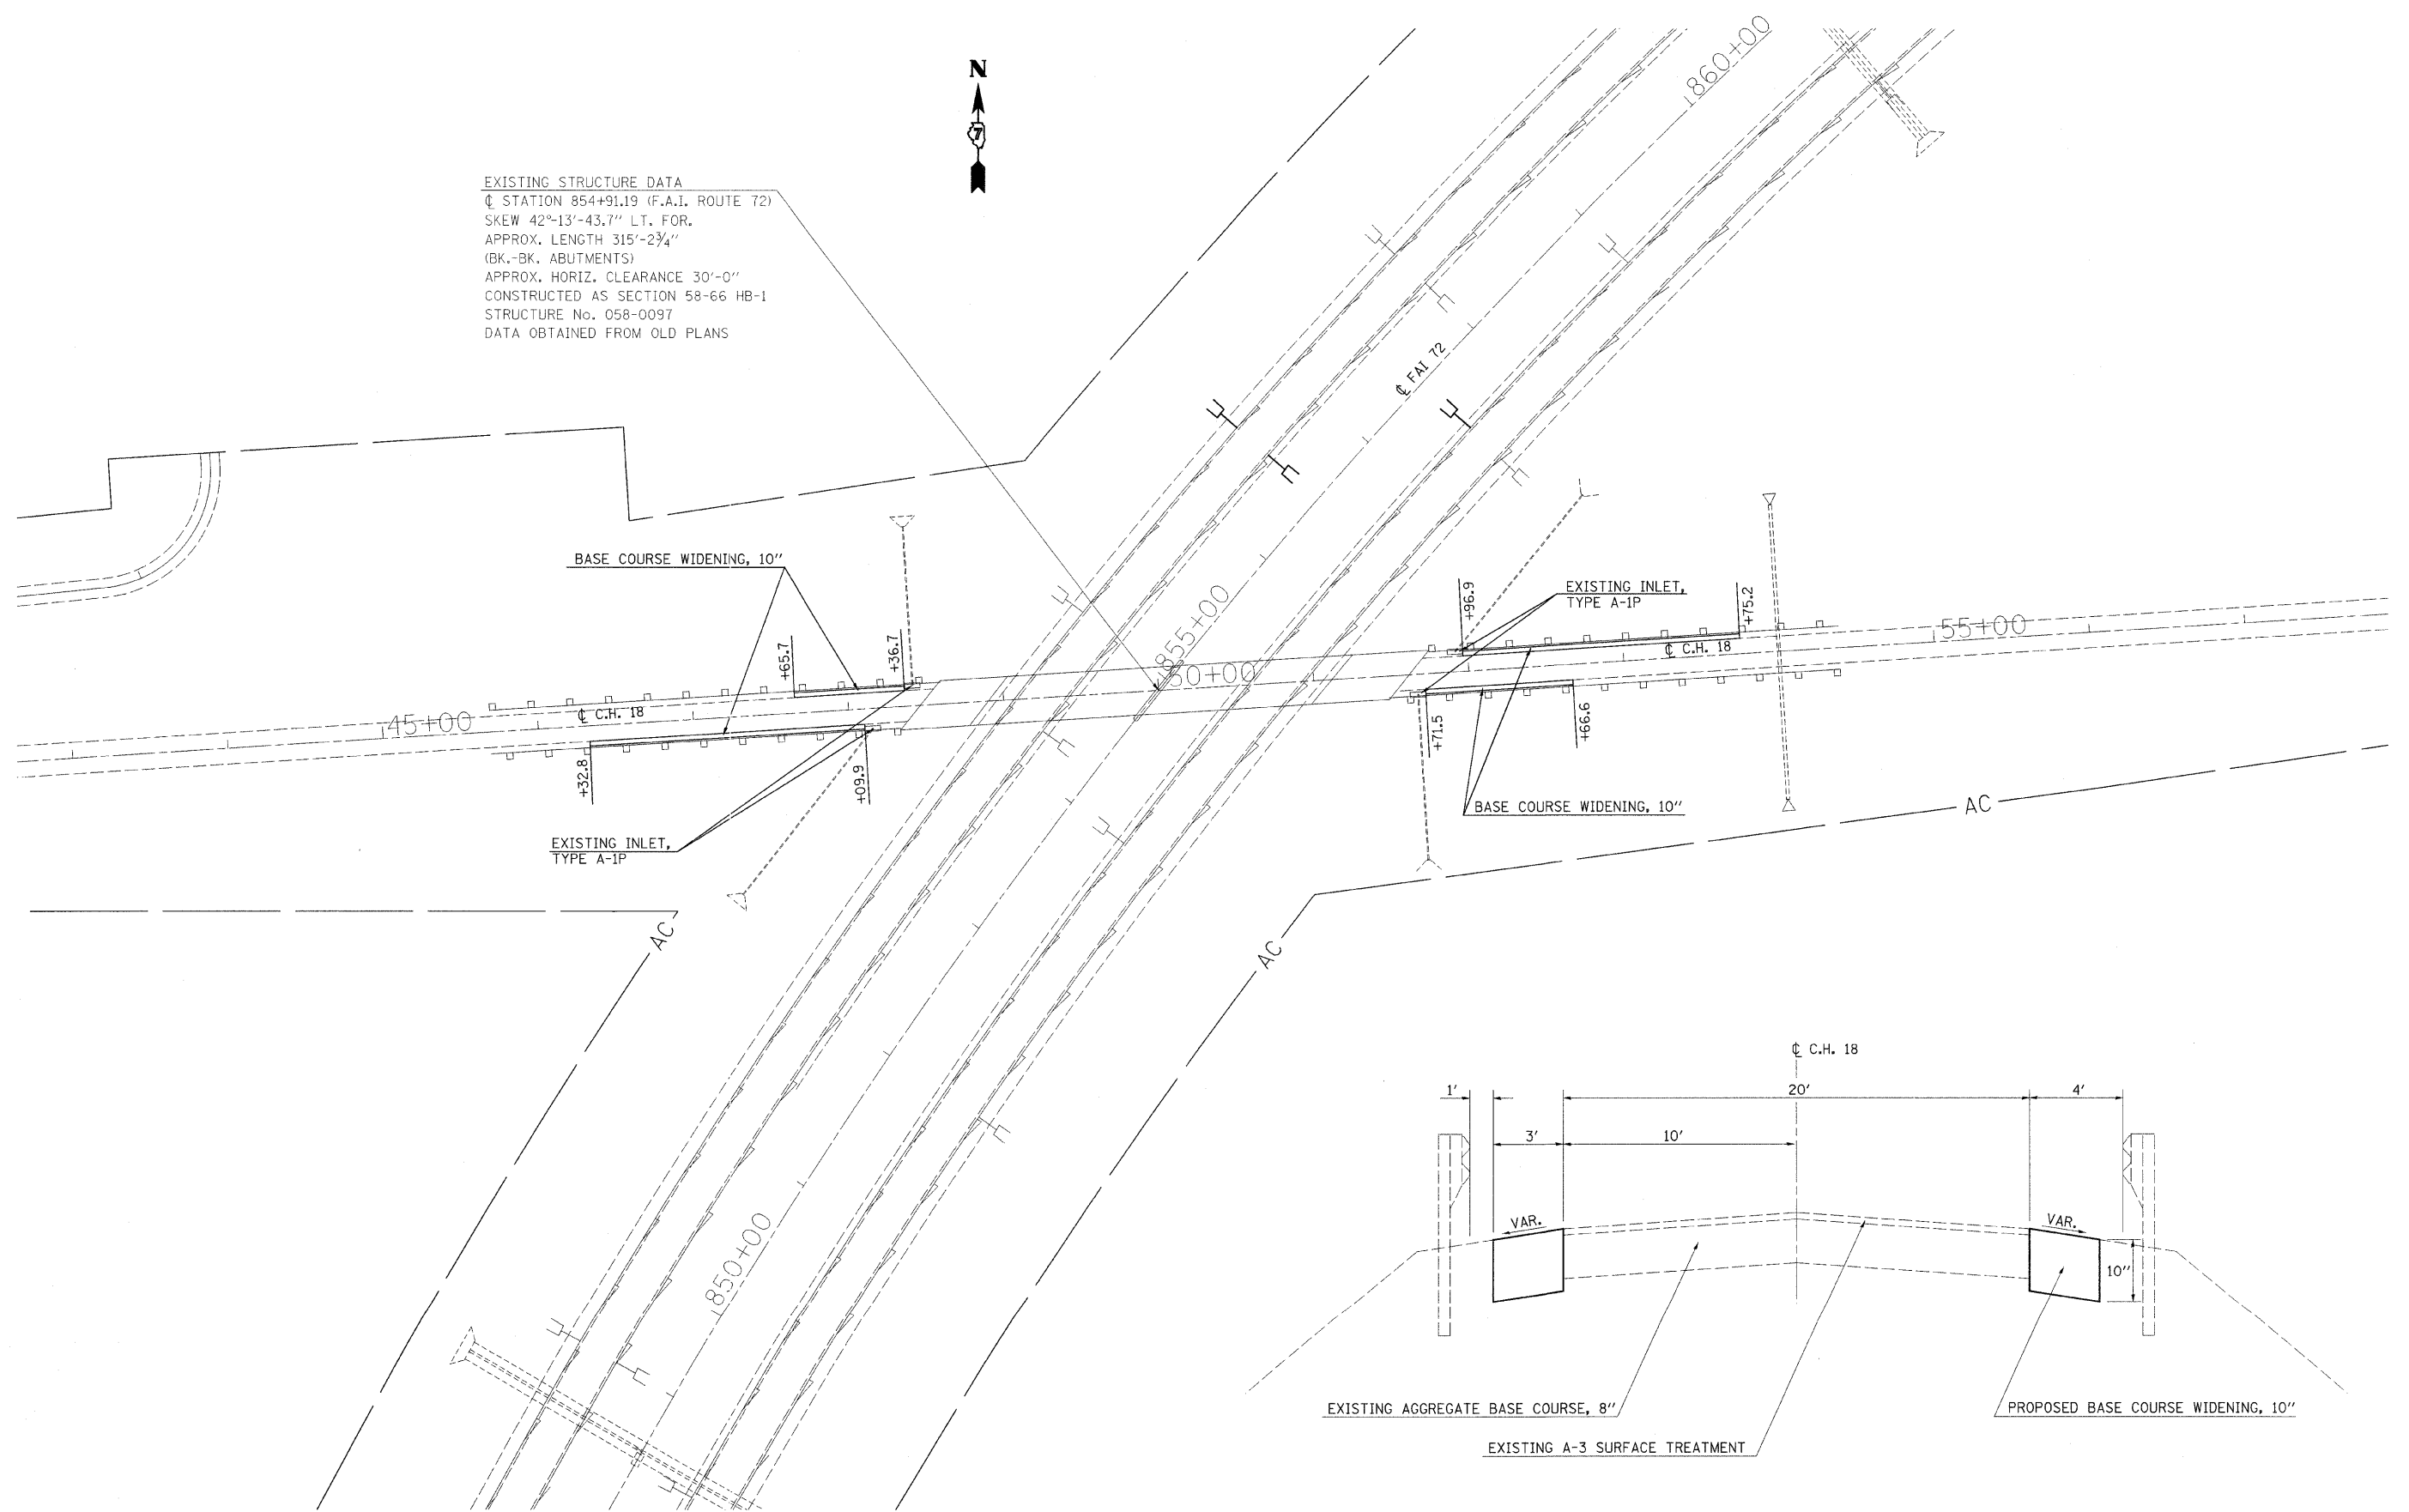 N
7
860+00
EXISTING STRUCTURE DATA
℄ STATION 854+91.19 (F.A.I. ROUTE 72)
SKEW 42°-13'-43.7" LT. FOR.
APPROX. LENGTH 315'-2¾"
(BK.-BK. ABUTMENTS)
APPROX. HORIZ. CLEARANCE 30'-0"
CONSTRUCTED AS SECTION 58-66 HB-1
STRUCTURE No. 058-0097
DATA OBTAINED FROM OLD PLANS
℄ FAI 72
BASE COURSE WIDENING, 10"
EXISTING INLET,
TYPE A-1P
+96.9
+75.2
+65.7
+36.7
855+00
55+00
℄ C.H. 18
50+00
45+00
℄ C.H. 18
+71.5
+66.6
+32.8
+09.9
BASE COURSE WIDENING, 10"
AC
EXISTING INLET,
TYPE A-1P
AC
AC
850+00
℄ C.H. 18
1'
20'
4'
3'
10'
VAR.
VAR.
10"
EXISTING AGGREGATE BASE COURSE, 8"
PROPOSED BASE COURSE WIDENING, 10"
EXISTING A-3 SURFACE TREATMENT